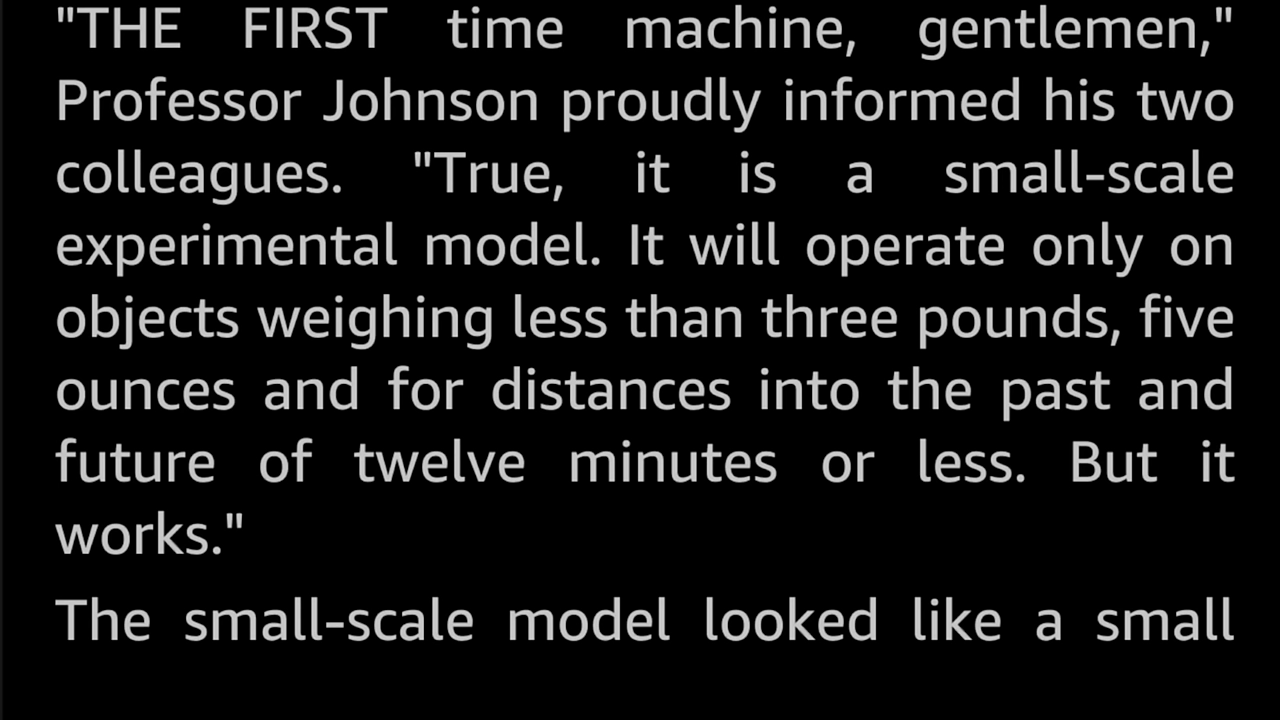 "THE FIRST time machine, gentlemen,"
Professor Johnson proudly informed his two
colleagues. "True, it is a small-scale
experimental model. It will operate only on
objects weighing less than three pounds, five
ounces and for distances into the past and
future of twelve minutes or less. But it
works."
The small-scale model looked like a small